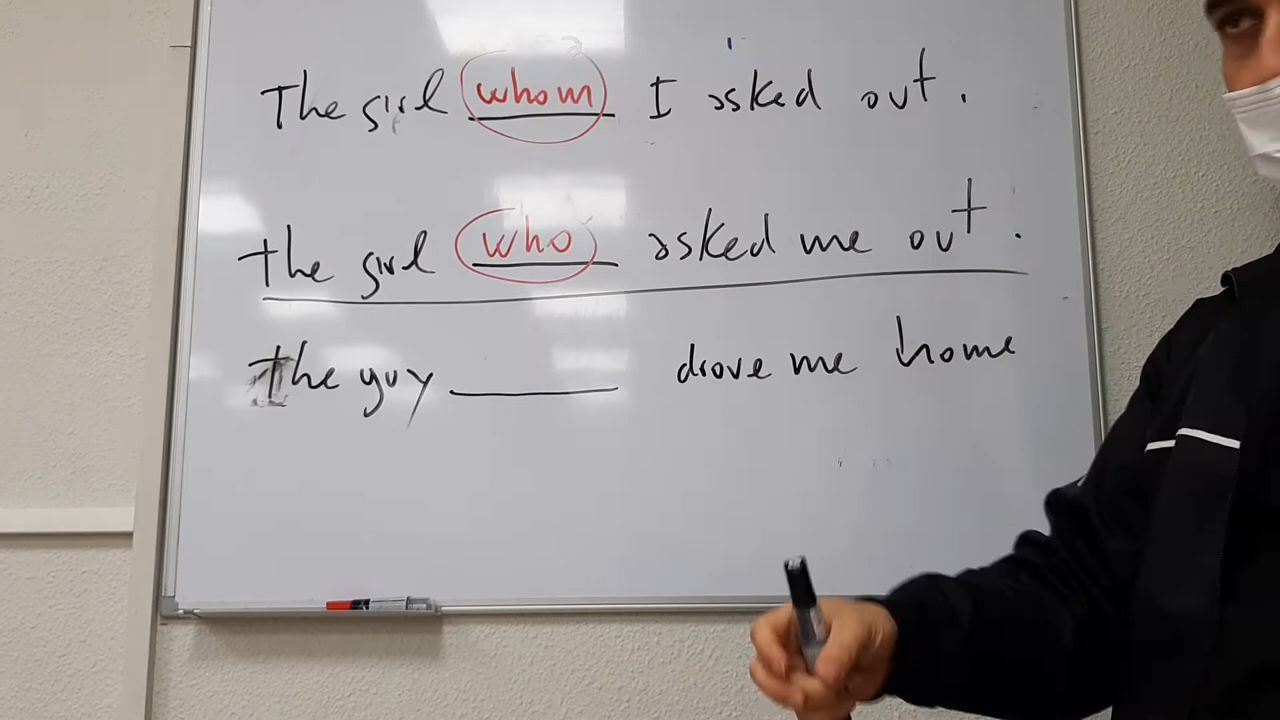 The girl whom I asked out.
the girl who asked me out.
the guy ______ drove me home